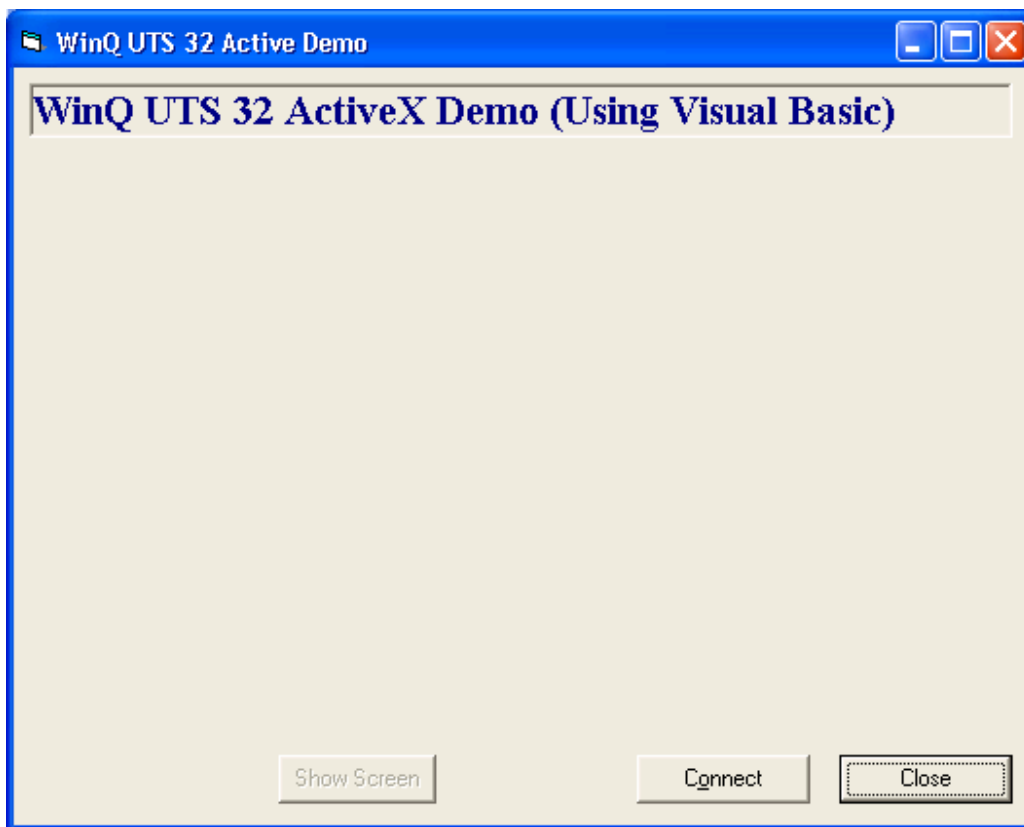 WinQ UTS 32 Active Demo
WinQ UTS 32 ActiveX Demo (Using Visual Basic)
Show Screen Connect Close